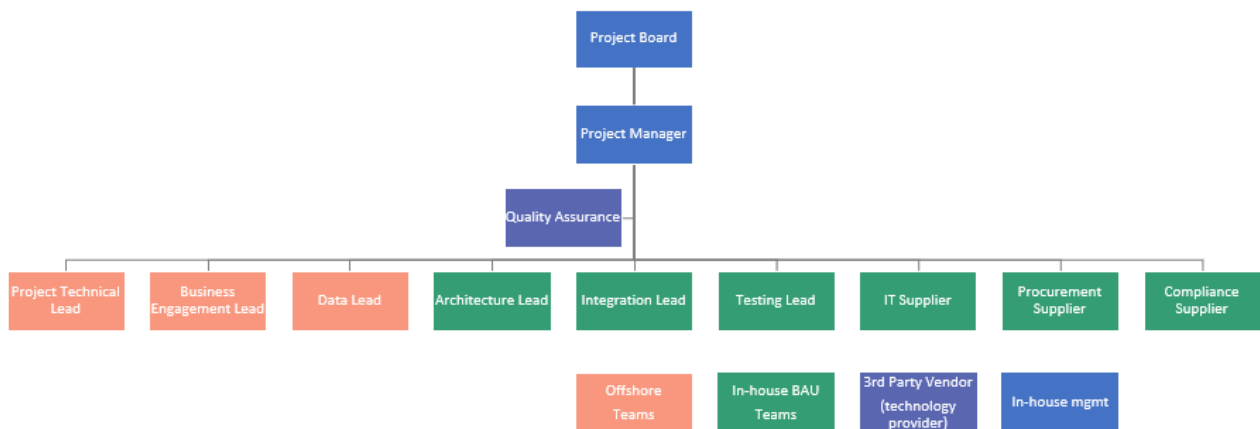 Project Board
Project Manager
Quality Assurance
Project Technical
Lead
Business
Engagement Lead
Data Lead
Architecture Lead
Integration Lead
Testing Lead
IT Supplier
Procurement
Supplier
Compliance
Supplier
Offshore
Teams
In-house BAU
Teams
3rd Party Vendor
(technology
provider)
In-house mgmt